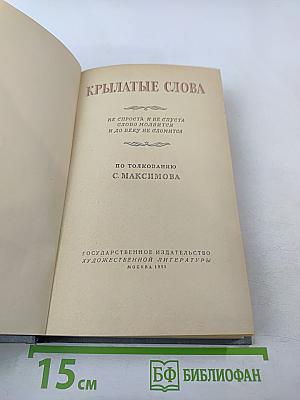 КРЫЛАТЫЕ СЛОВА
НЕ СПРОСТА И НЕ СПУСТА
СЛОВО МОЛВИТСЯ
И ДО ВЕКУ НЕ СЛОМИТСЯ
ПО ТОЛКОВАНИЮ
С. МАКСИМОВА
ГОСУДАРСТВЕННОЕ ИЗДАТЕЛЬСТВО
ХУДОЖЕСТВЕННОЙ ЛИТЕРАТУРЫ
МОСКВА 1955
15 см
БФ БИБЛИОФАН